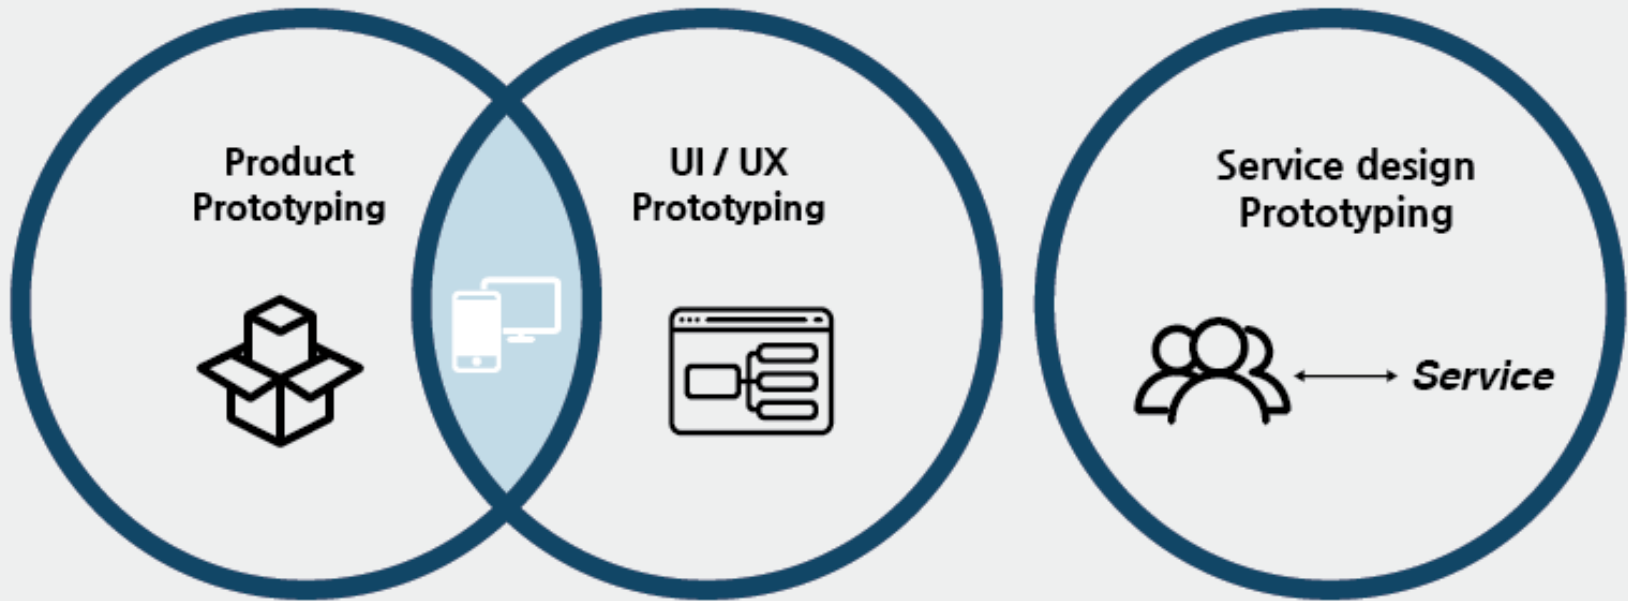 Product
Prototyping
UI / UX
Prototyping
Service design
Prototyping
Service